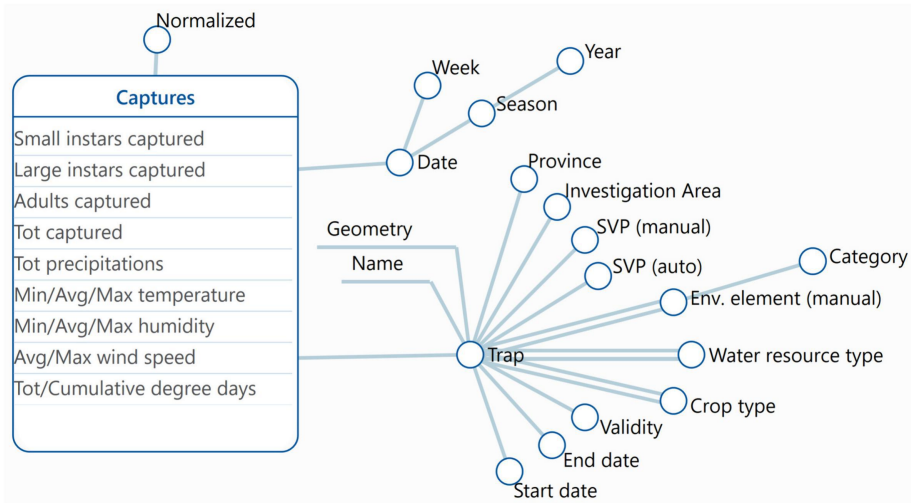 Normalized
Captures
Small instars captured
Large instars captured
Adults captured
Tot captured
Tot precipitations
Min/Avg/Max temperature
Min/Avg/Max humidity
Avg/Max wind speed
Tot/Cumulative degree days
Week
Year
Season
Date
Province
Investigation Area
Geometry
SVP (manual)
Name
SVP (auto)
Category
Env. element (manual)
Trap
Water resource type
Crop type
Validity
End date
Start date